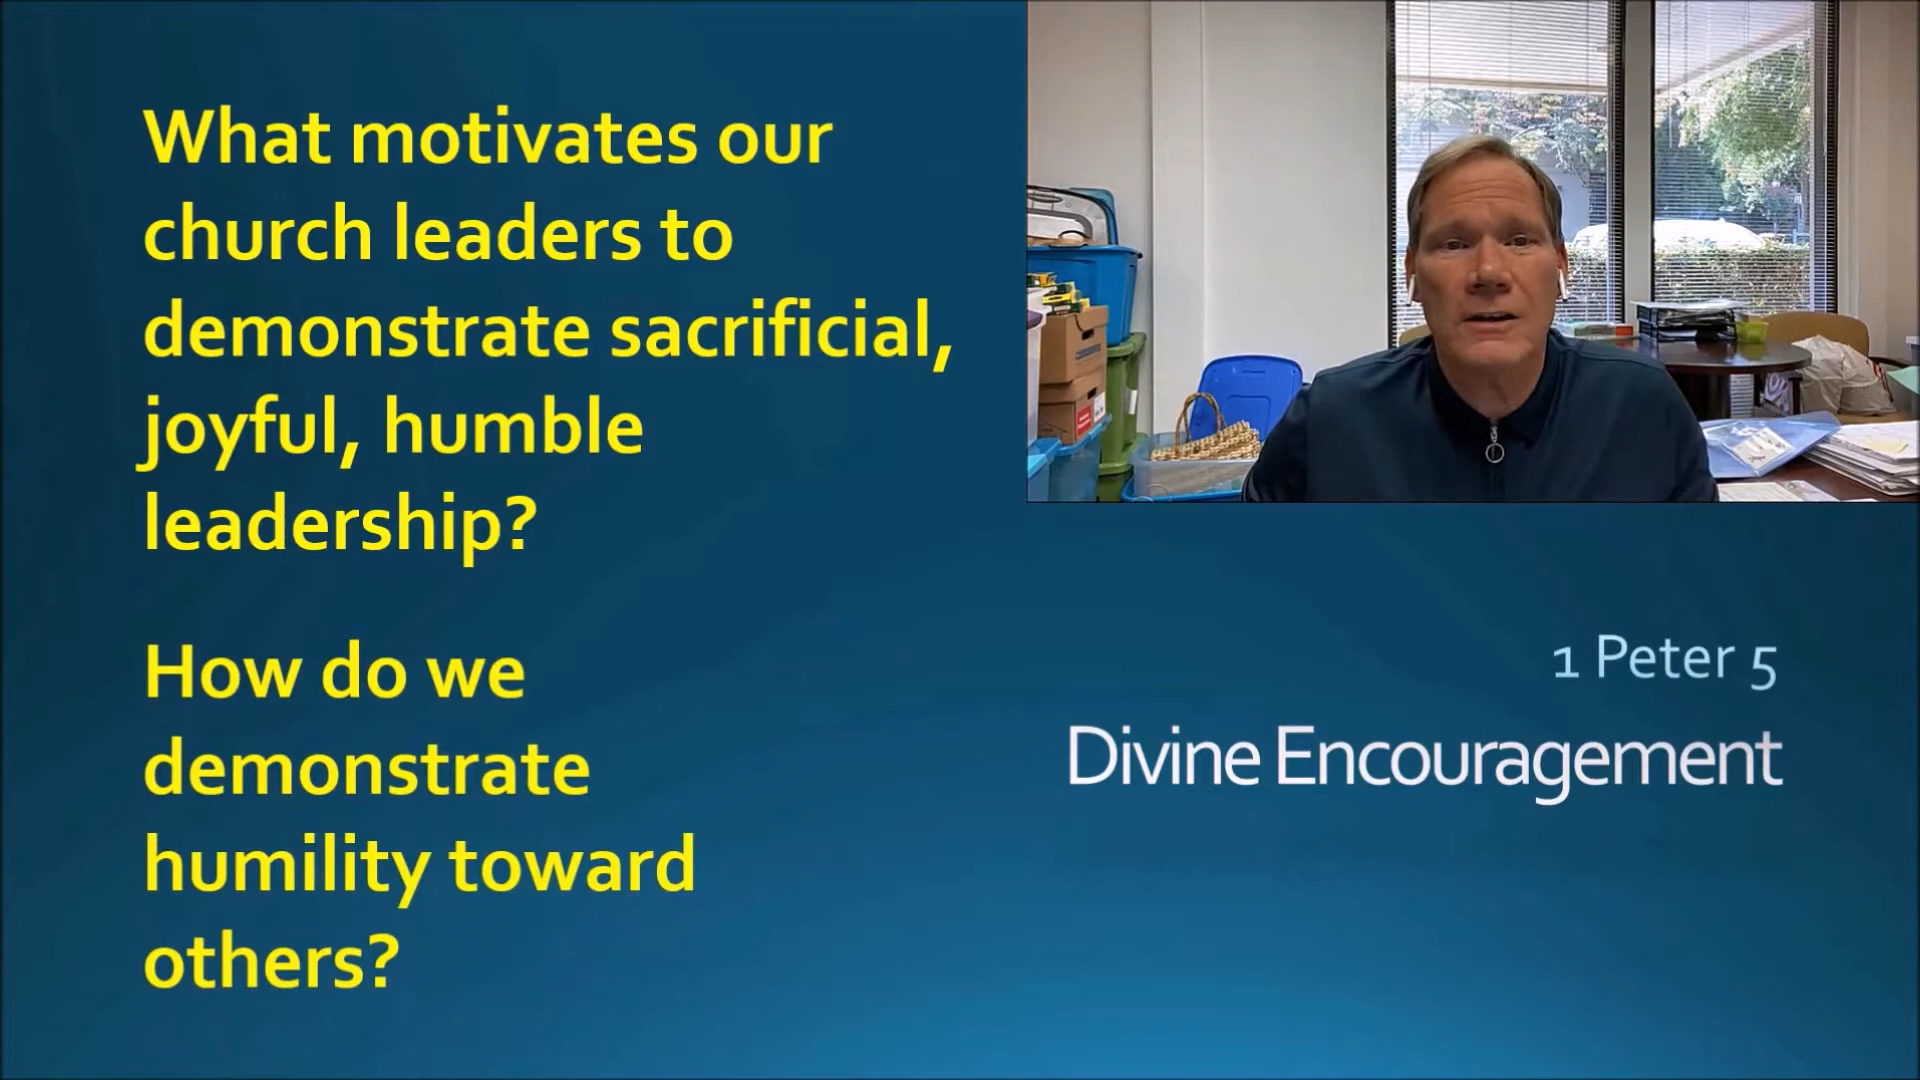 What motivates our
church leaders to
demonstrate sacrificial,
joyful, humble
leadership?
How do we
demonstrate
humility toward
others?
1 Peter 5
Divine Encouragement